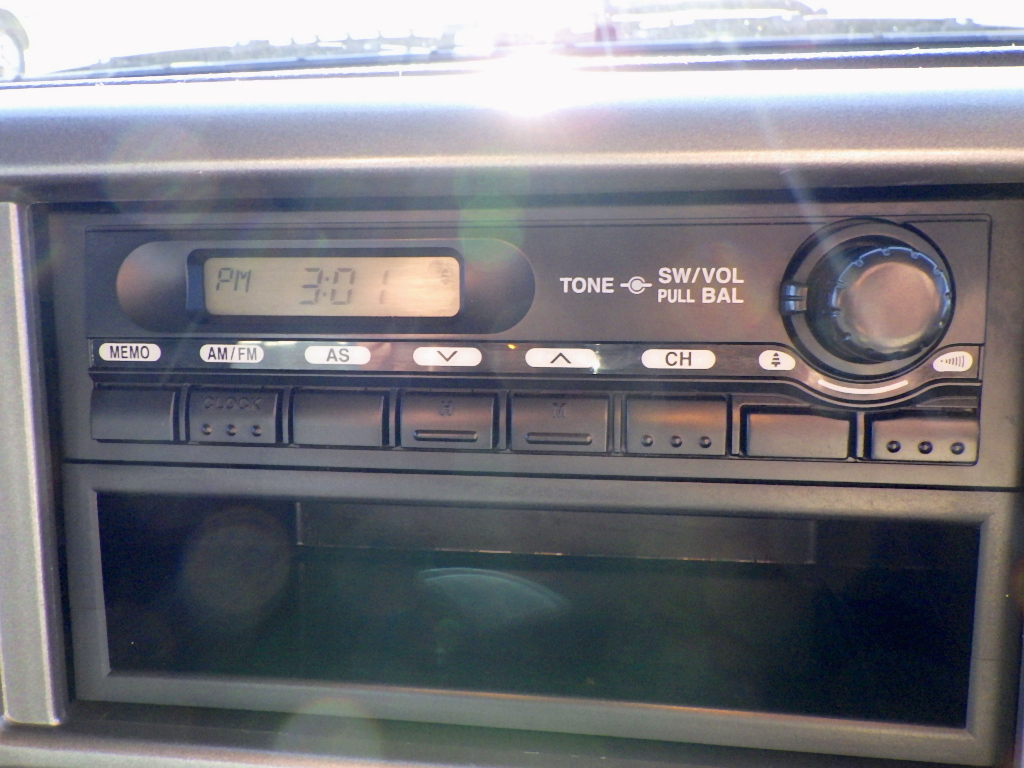 PM 3:01
TONE SW/VOL
PULL BAL
MEMO AM/FM AS CH
CLOCK H M